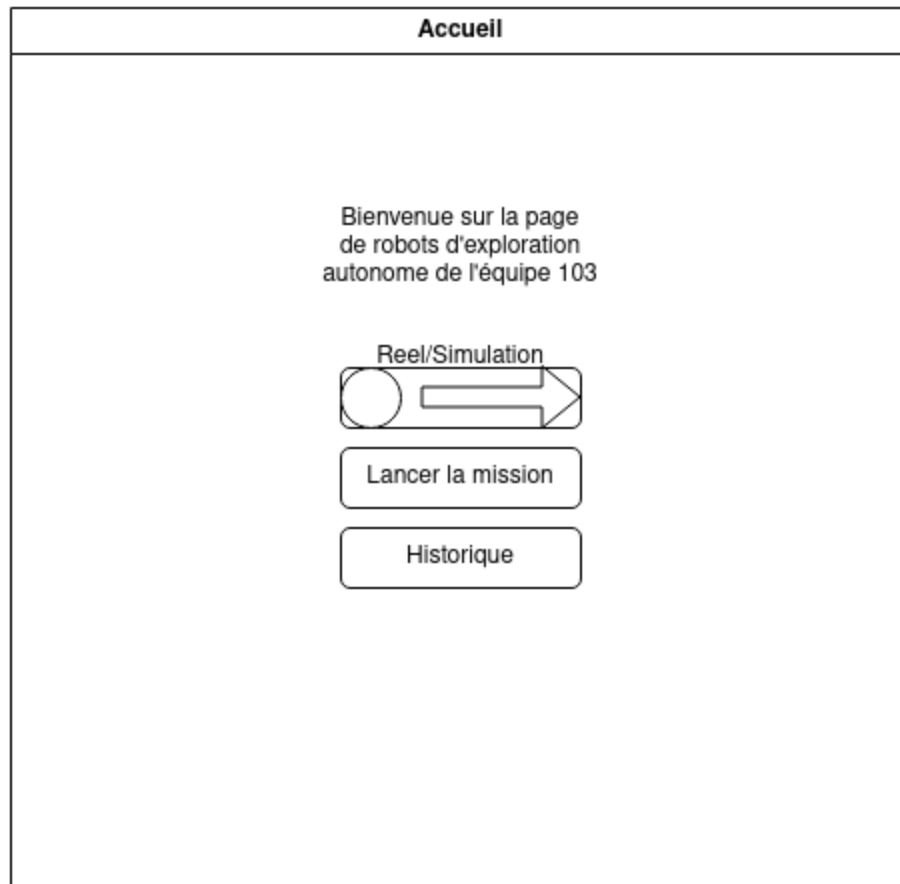 Accueil
Bienvenue sur la page
de robots d'exploration
autonome de l'équipe 103
Reel/Simulation
Lancer la mission
Historique